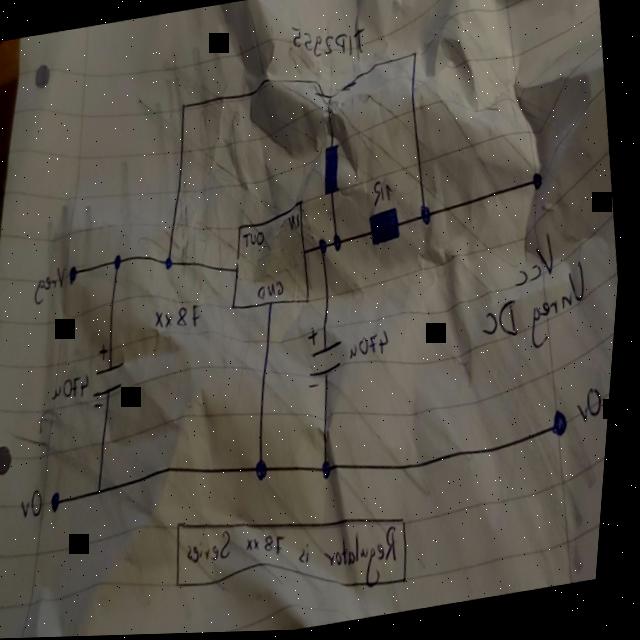 TIP2955
1R
IN
OUT
GND
Vcc
Unreg DC
Vreg
78xx
+
470u
-
+
470u
-
0v
0v
Regulator is 78xx Series